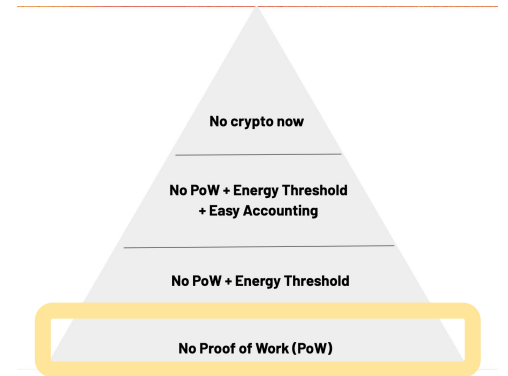 No crypto now
No PoW + Energy Threshold
+ Easy Accounting
No PoW + Energy Threshold
No Proof of Work (PoW)